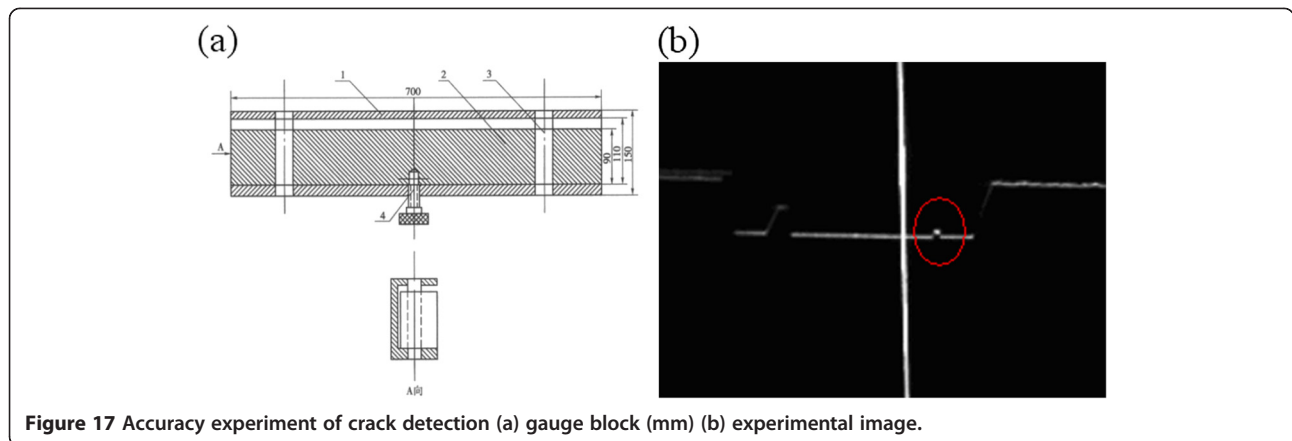 (a)
(b)
1
2
3
700
A
90
110
150
4
A向
Figure 17 Accuracy experiment of crack detection (a) gauge block (mm) (b) experimental image.